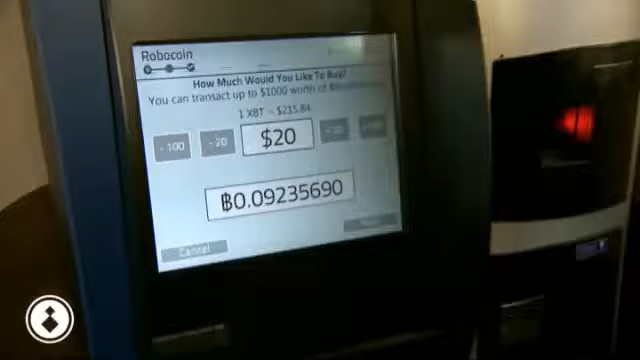 Robocoin
How Much Would You Like To Buy?
You can transact up to $1000 worth of
1 XBT = $215.84
- 100
- 20
$20
฿0.09235690
Cancel